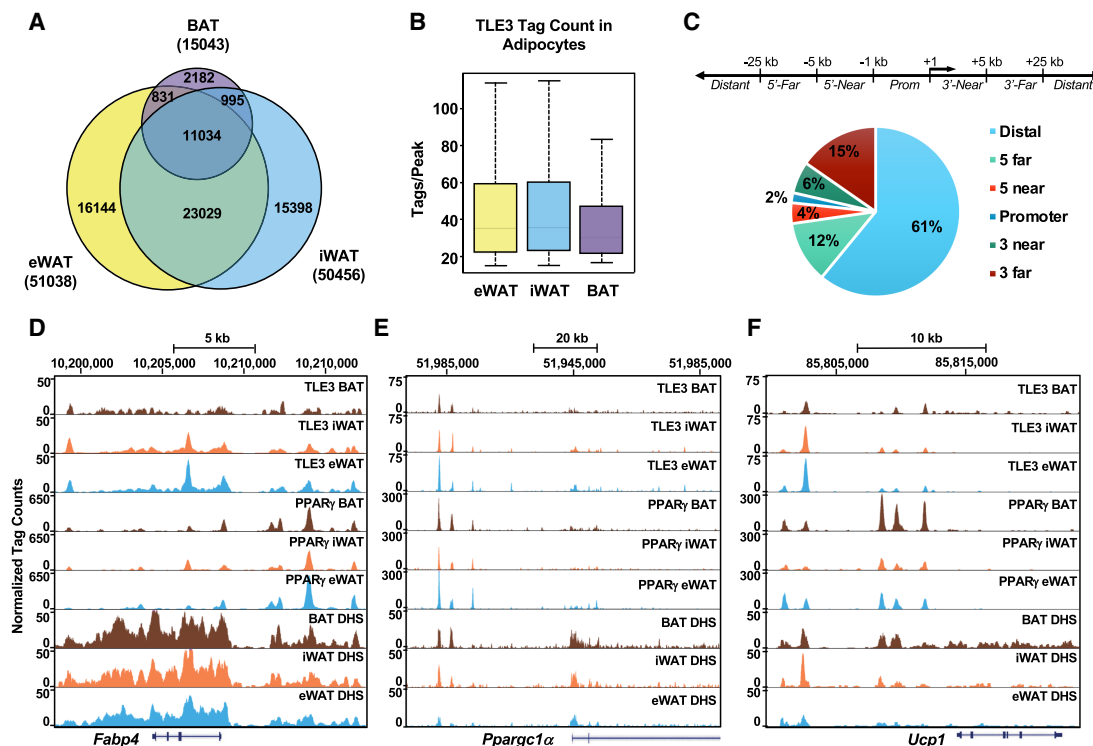 A
BAT
(15043)
2182
831
995
11034
16144
23029
15398
eWAT
(51038)
iWAT
(50456)
B
TLE3 Tag Count in
Adipocytes
Tags/Peak
100
80
60
40
20
eWAT iWAT BAT
C
-25 kb -5 kb -1 kb +1 +5 kb +25 kb
Distant 5'-Far 5'-Near Prom 3'-Near 3'-Far Distant
15%
6%
2%
4%
12%
61%
Distal
5 far
5 near
Promoter
3 near
3 far
D
5 kb
10,200,000 10,205,000 10,210,000 10,210,000
Normalized Tag Counts
50 TLE3 BAT
0
50 TLE3 iWAT
0
50 TLE3 eWAT
0
650 PPARγ BAT
0
650 PPARγ iWAT
0
650 PPARγ eWAT
0
50 BAT DHS
0
50 iWAT DHS
0
50 eWAT DHS
0
Fabp4
E
20 kb
51,985,000 51,945,000 51,985,000
75 TLE3 BAT
0
75 TLE3 iWAT
0
75 TLE3 eWAT
0
300 PPARγ BAT
0
300 PPARγ iWAT
0
300 PPARγ eWAT
0
50 BAT DHS
0
50 iWAT DHS
0
50 eWAT DHS
0
Ppargc1α
F
10 kb
85,805,000 85,815,000
75 TLE3 BAT
0
75 TLE3 iWAT
0
75 TLE3 eWAT
0
300 PPARγ BAT
0
300 PPARγ iWAT
0
300 PPARγ eWAT
0
50 BAT DHS
0
50 iWAT DHS
0
50 eWAT DHS
0
Ucp1